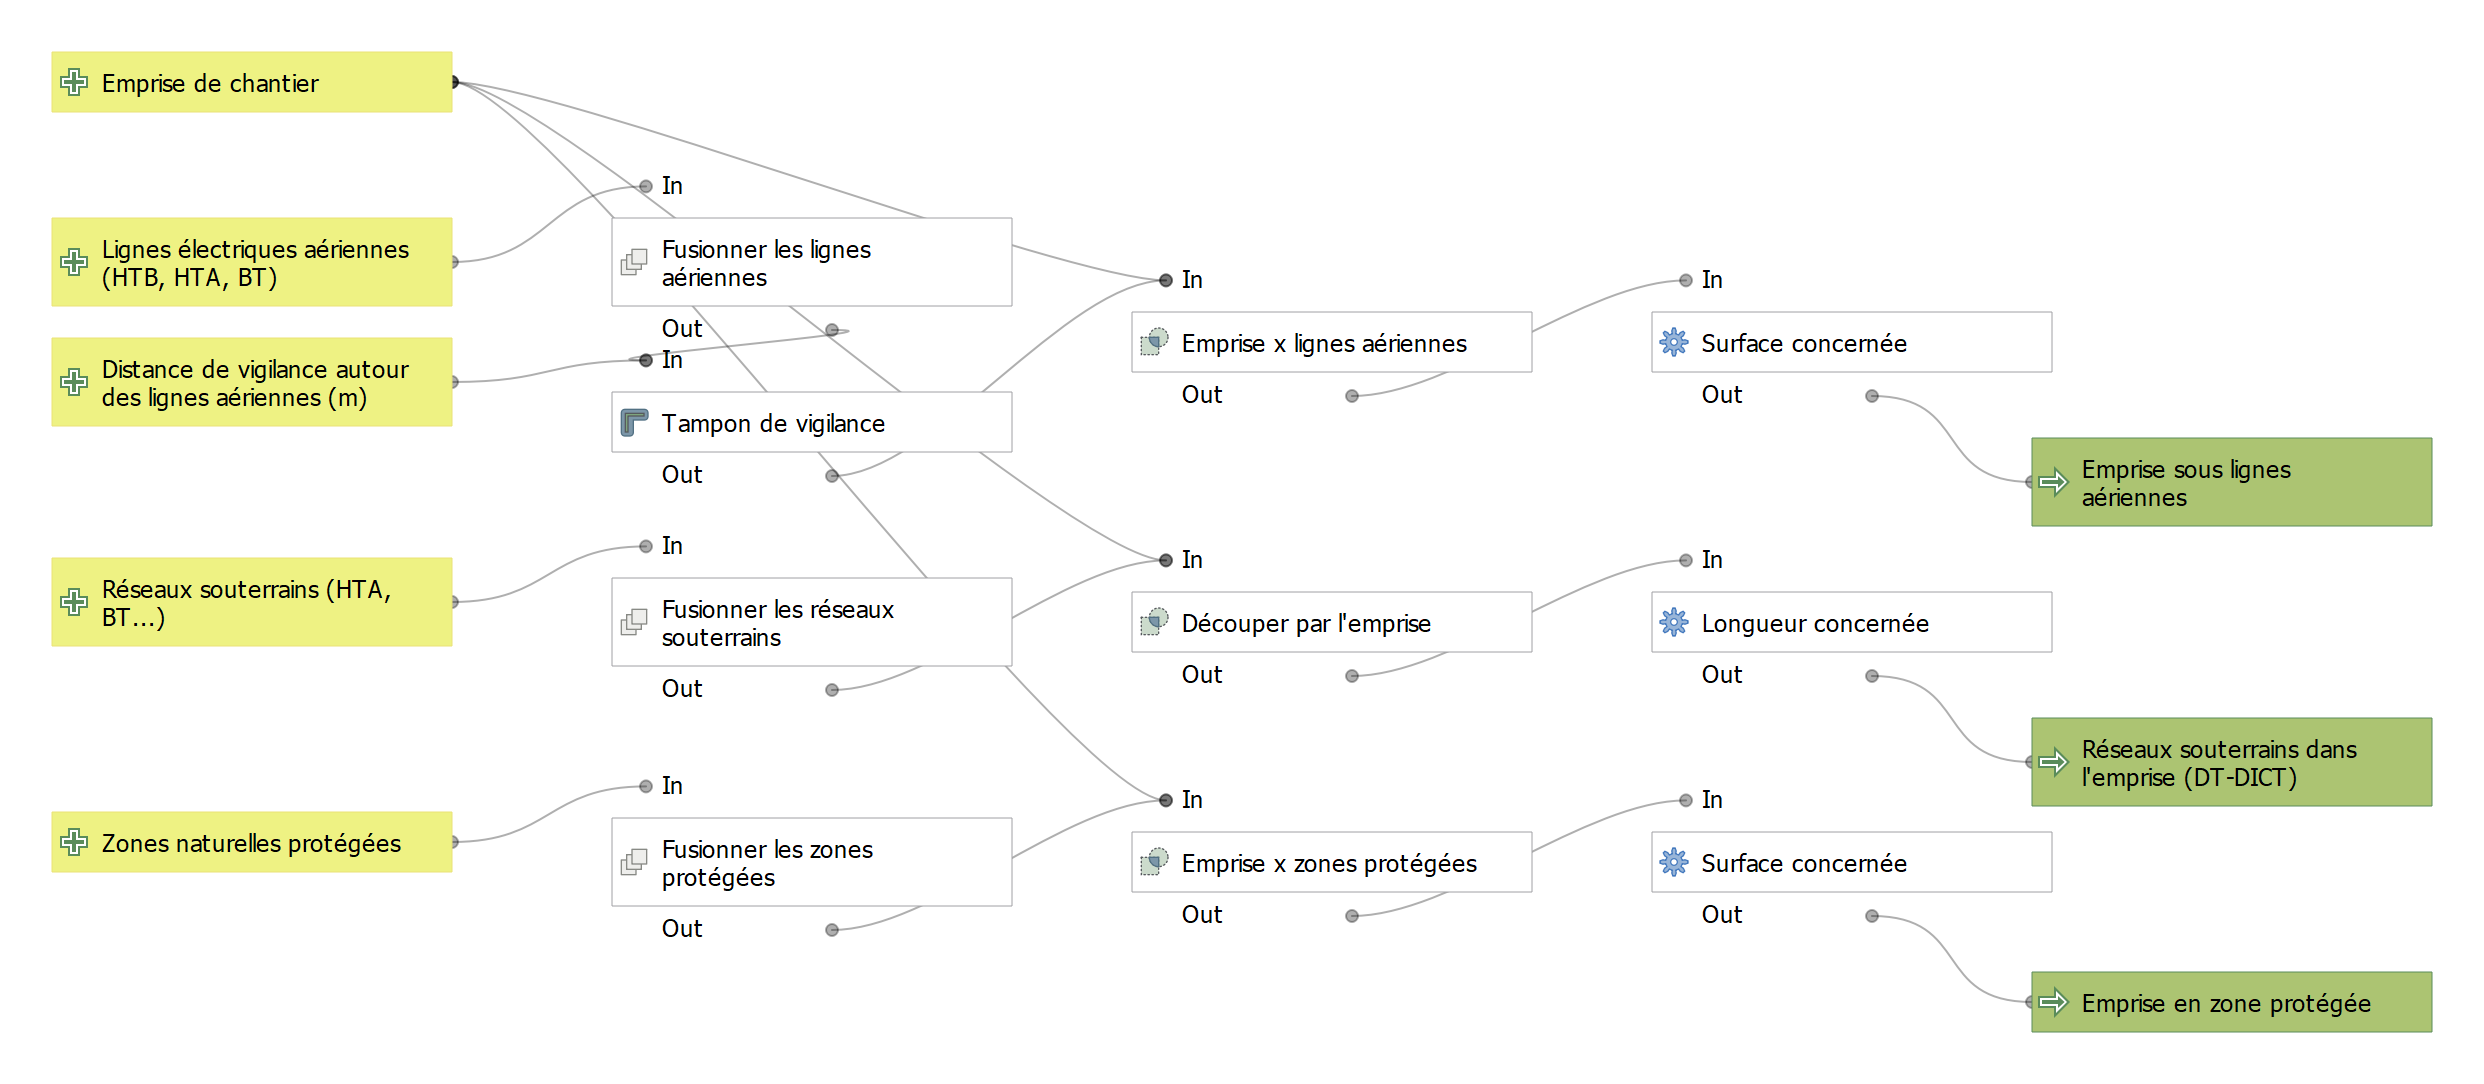 Emprise de chantier
In
Lignes électriques aériennes
(HTB, HTA, BT)
Fusionner les lignes
aériennes
Out
In
Distance de vigilance autour
des lignes aériennes (m)
Tampon de vigilance
Out
In
Emprise x lignes aériennes
Out
In
Surface concernée
Out
Emprise sous lignes
aériennes
In
Réseaux souterrains (HTA,
BT...)
Fusionner les réseaux
souterrains
Out
In
Découper par l'emprise
Out
In
Longueur concernée
Out
Réseaux souterrains dans
l'emprise (DT-DICT)
In
Zones naturelles protégées
Fusionner les zones
protégées
Out
In
Emprise x zones protégées
Out
In
Surface concernée
Out
Emprise en zone protégée